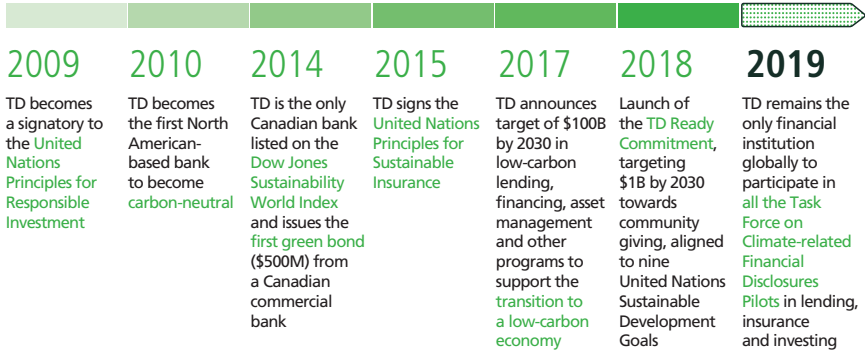 2009
TD becomes
a signatory to
the United
Nations
Principles for
Responsible
Investment
2010
TD becomes
the first North
American-
based bank
to become
carbon-neutral
2014
TD is the only
Canadian bank
listed on the
Dow Jones
Sustainability
World Index
and issues the
first green bond
($500M) from
a Canadian
commercial
bank
2015
TD signs the
United Nations
Principles for
Sustainable
Insurance
2017
TD announces
target of $100B
by 2030 in
low-carbon
lending,
financing, asset
management
and other
programs to
support the
transition to
a low-carbon
economy
2018
Launch of
the TD Ready
Commitment,
targeting
$1B by 2030
towards
community
giving, aligned
to nine
United Nations
Sustainable
Development
Goals
2019
TD remains the
only financial
institution
globally to
participate in
all the Task
Force on
Climate-related
Financial
Disclosures
Pilots in lending,
insurance
and investing